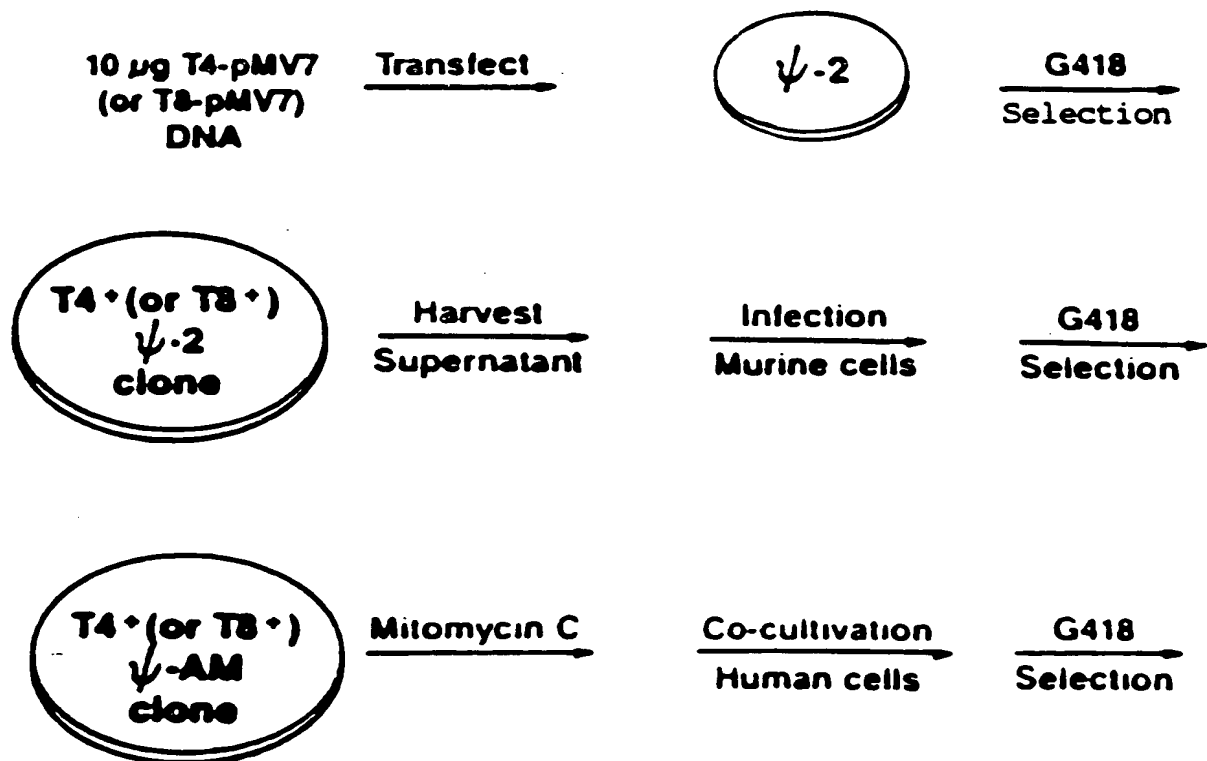 10 µg T4-pMV7
(or T8-pMV7)
DNA
Transfect
ψ-2
G418
Selection
T4+(or T8+)
ψ-2
clone
Harvest
Supernatant
Infection
Murine cells
G418
Selection
T4+(or T8+)
ψ-AM
clone
Mitomycin C
Co-cultivation
Human cells
G418
Selection